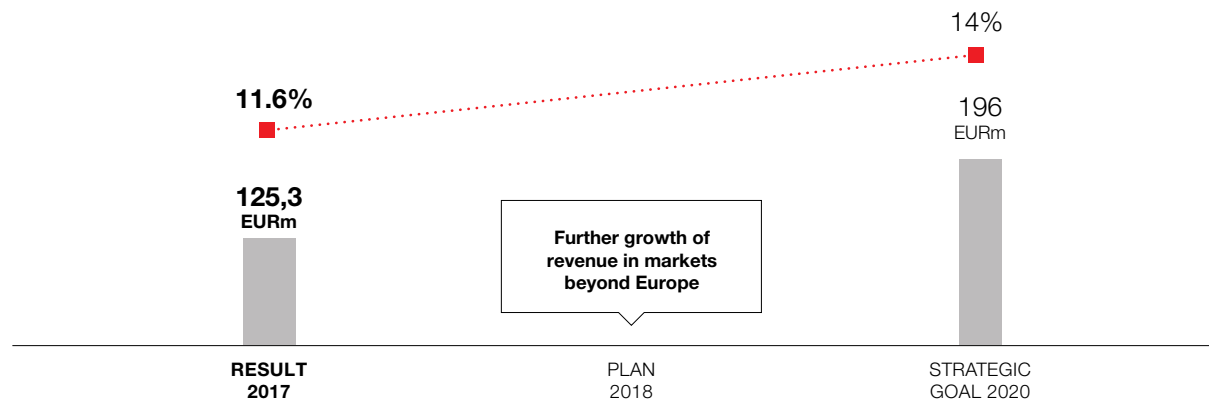 14%
11.6%
196
EURm
125,3
EURm
Further growth of
revenue in markets
beyond Europe
RESULT
2017
PLAN
2018
STRATEGIC
GOAL 2020